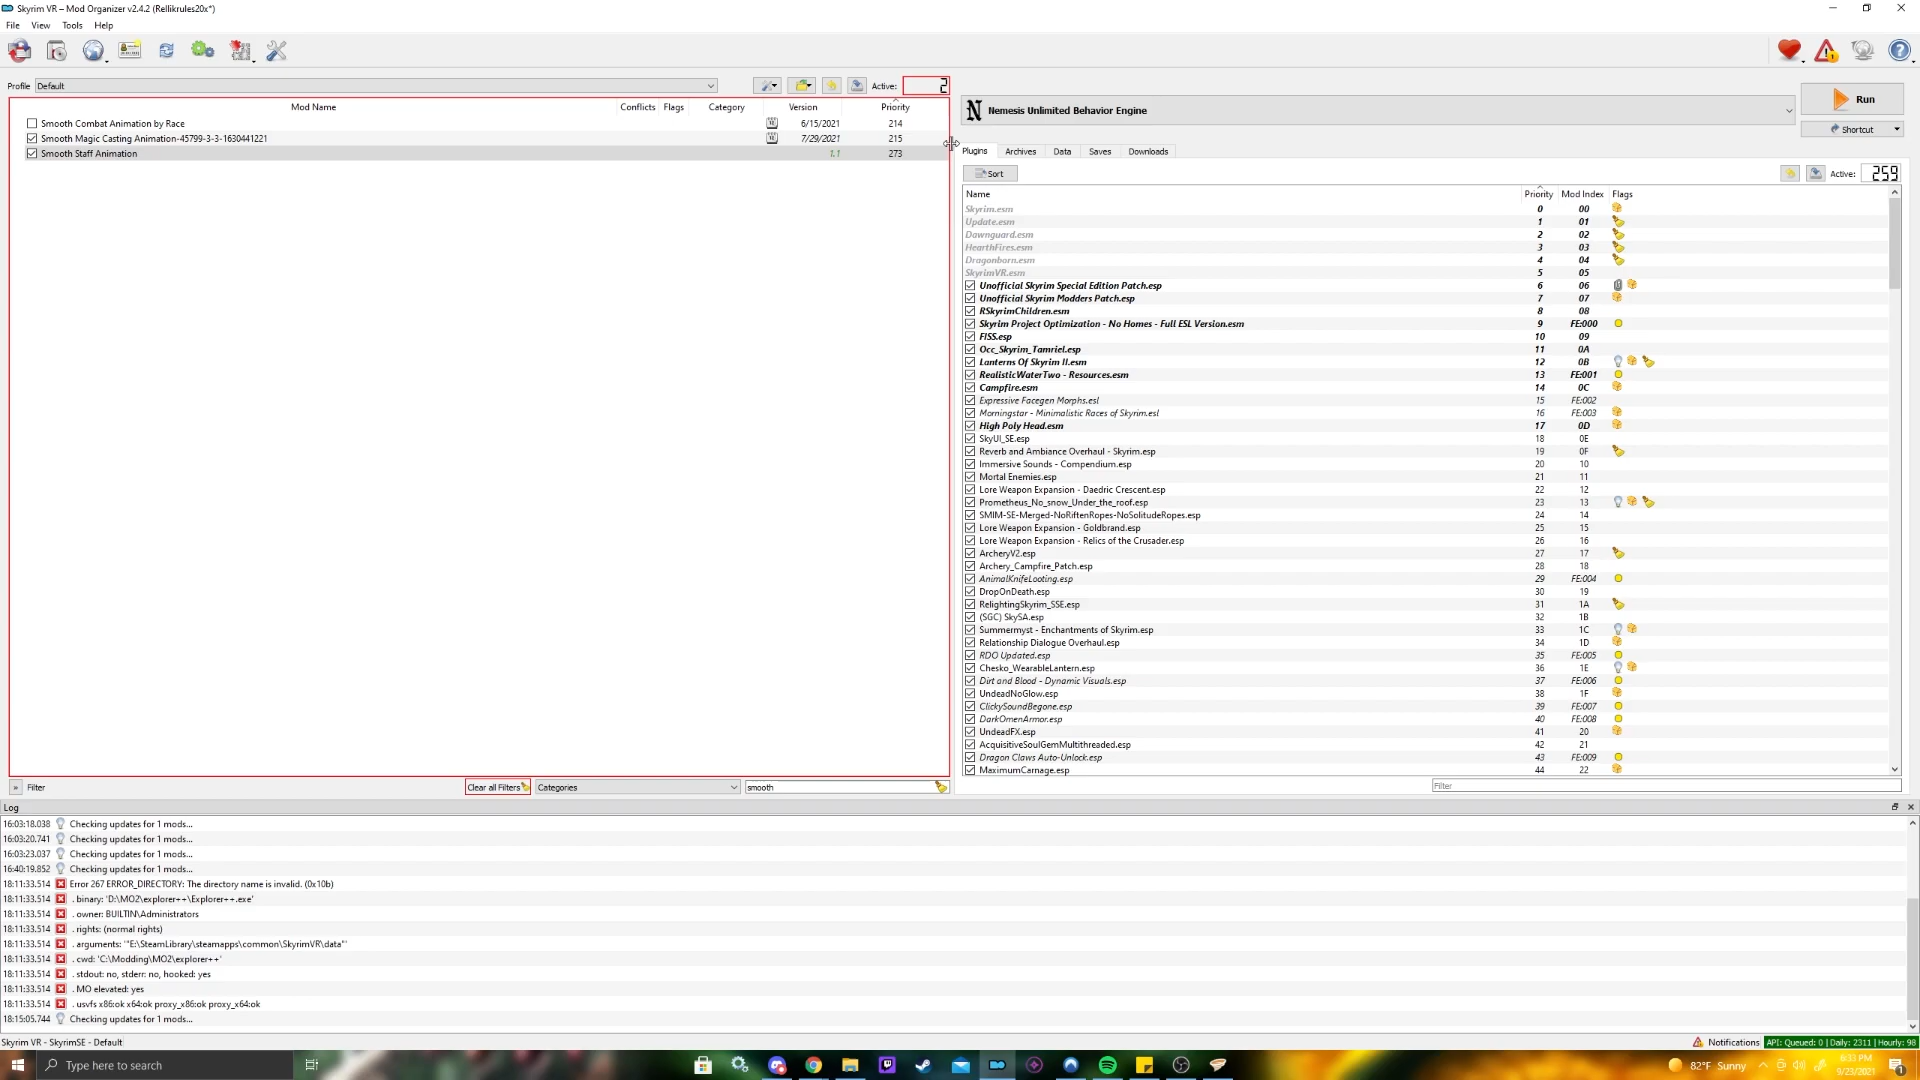 Skyrim VR – Mod Organizer v2.4.2 (Rellikrules20x*)
File View Tools Help
Profile Default Active: 2
Mod Name Conflicts Flags Category Version Priority
Smooth Combat Animation by Race 6/15/2021 214
Smooth Magic Casting Animation-45799-3-3-1630441221 7/29/2021 215
Smooth Staff Animation 1.1 273
» Filter Clear all Filters Categories smooth
Nemesis Unlimited Behavior Engine
Run
Shortcut
Plugins Archives Data Saves Downloads
Sort Active: 259
Name Priority Mod Index Flags
Skyrim.esm 0 00
Update.esm 1 01
Dawnguard.esm 2 02
HearthFires.esm 3 03
Dragonborn.esm 4 04
SkyrimVR.esm 5 05
Unofficial Skyrim Special Edition Patch.esp 6 06
Unofficial Skyrim Modders Patch.esp 7 07
RSkyrimChildren.esm 8 08
Skyrim Project Optimization - No Homes - Full ESL Version.esm 9 FE:000
FISS.esp 10 09
Occ_Skyrim_Tamriel.esp 11 0A
Lanterns Of Skyrim II.esm 12 0B
RealisticWaterTwo - Resources.esm 13 FE:001
Campfire.esm 14 0C
Expressive Facegen Morphs.esl 15 FE:002
Morningstar - Minimalistic Races of Skyrim.esl 16 FE:003
High Poly Head.esm 17 0D
SkyUI_SE.esp 18 0E
Reverb and Ambiance Overhaul - Skyrim.esp 19 0F
Immersive Sounds - Compendium.esp 20 10
Mortal Enemies.esp 21 11
Lore Weapon Expansion - Daedric Crescent.esp 22 12
Prometheus_No_snow_Under_the_roof.esp 23 13
SMIM-SE-Merged-NoRiftenRopes-NoSolitudeRopes.esp 24 14
Lore Weapon Expansion - Goldbrand.esp 25 15
Lore Weapon Expansion - Relics of the Crusader.esp 26 16
ArcheryV2.esp 27 17
Archery_Campfire_Patch.esp 28 18
AnimalKnifeLooting.esp 29 FE:004
DropOnDeath.esp 30 19
RelightingSkyrim_SSE.esp 31 1A
(SGC) SkySA.esp 32 1B
Summermyst - Enchantments of Skyrim.esp 33 1C
Relationship Dialogue Overhaul.esp 34 1D
RDO Updated.esp 35 FE:005
Chesko_WearableLantern.esp 36 1E
Dirt and Blood - Dynamic Visuals.esp 37 FE:006
UndeadNoGlow.esp 38 1F
ClickySoundBegone.esp 39 FE:007
DarkOmenArmor.esp 40 FE:008
UndeadFX.esp 41 20
AcquisitiveSoulGemMultithreaded.esp 42 21
Dragon Claws Auto-Unlock.esp 43 FE:009
MaximumCarnage.esp 44 22
Filter
Log
16:03:18.038 Checking updates for 1 mods...
16:03:20.741 Checking updates for 1 mods...
16:03:23.037 Checking updates for 1 mods...
16:40:19.852 Checking updates for 1 mods...
18:11:33.514 Error 267 ERROR_DIRECTORY: The directory name is invalid. (0x10b)
18:11:33.514 . binary: 'D:\MO2\explorer++\Explorer++.exe'
18:11:33.514 . owner: BUILTIN\Administrators
18:11:33.514 . rights: (normal rights)
18:11:33.514 . arguments: '"E:\SteamLibrary\steamapps\common\SkyrimVR\data"'
18:11:33.514 . cwd: 'C:\Modding\MO2\explorer++'
18:11:33.514 . stdout: no, stderr: no, hooked: yes
18:11:33.514 . MO elevated: yes
18:11:33.514 . usvfs x86:ok x64:ok proxy_x86:ok proxy_x64:ok
18:15:05.744 Checking updates for 1 mods...
Skyrim VR - SkyrimSE - Default Notifications API: Queued: 0 | Daily: 2311 | Hourly: 98
Type here to search 82°F Sunny 6:33 PM
9/23/2021